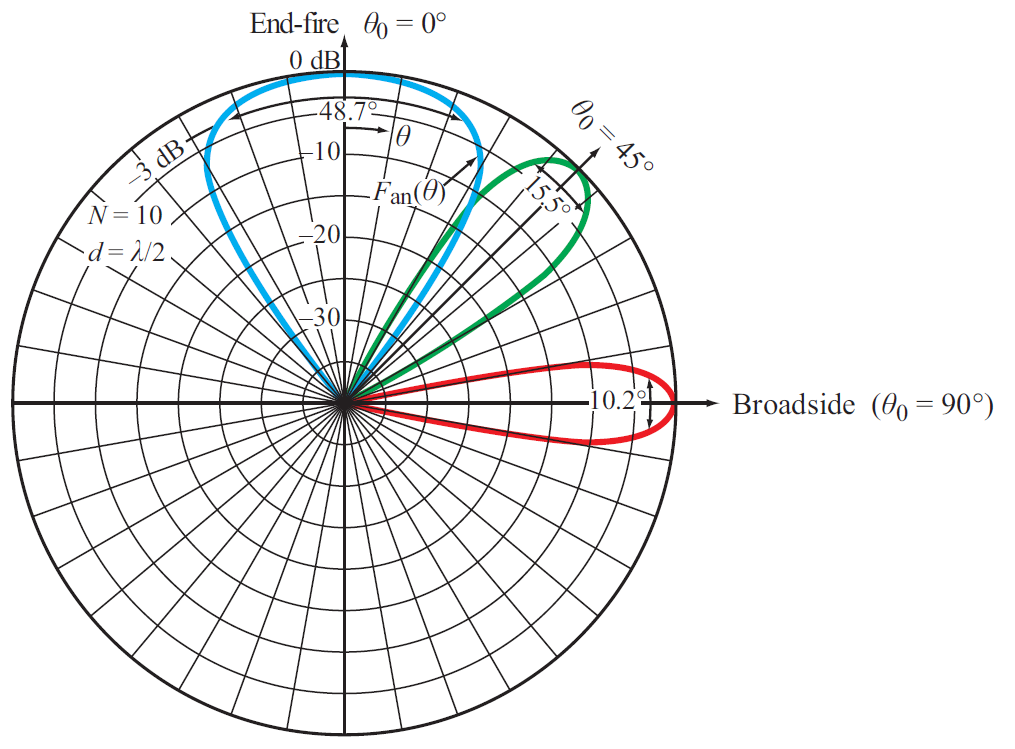 End-fire θ₀ = 0°
0 dB
48.7°
θ
θ₀ = 45°
–3 dB
–10
15.5°
Fan(θ)
N = 10
d = λ/2
–20
–30
10.2°
Broadside (θ₀ = 90°)